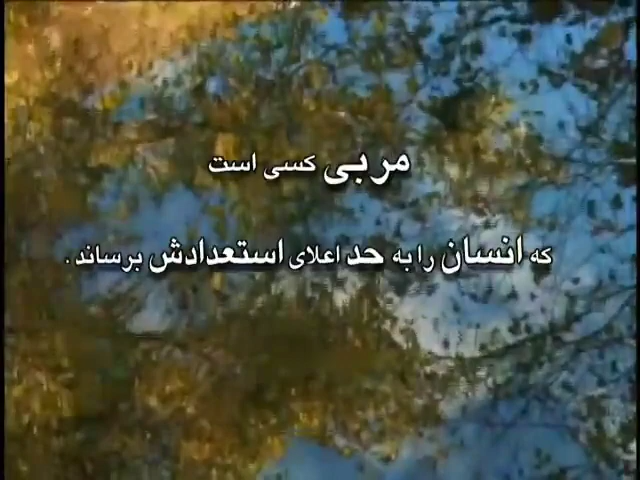 مربی کسی است
که انسان را به حد اعلای استعدادش برساند.